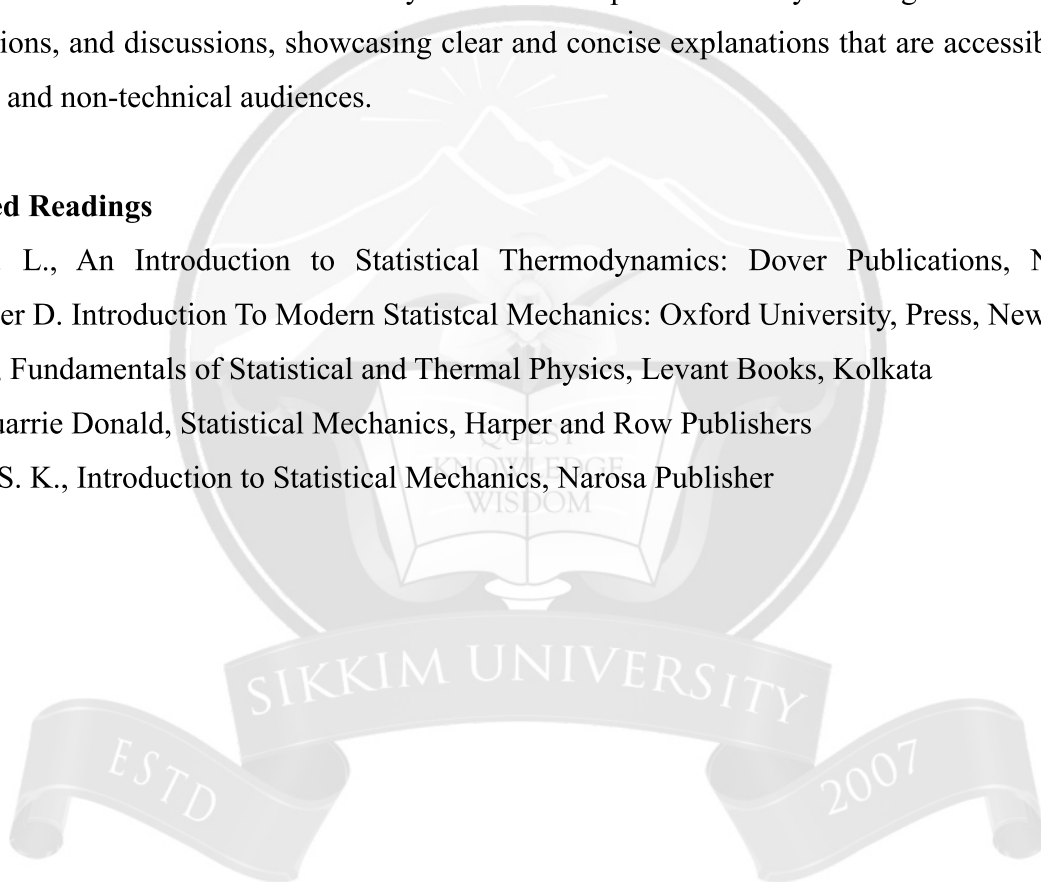 ions, and discussions, showcasing clear and concise explanations that are accessib
and non-technical audiences.
ed Readings
L., An Introduction to Statistical Thermodynamics: Dover Publications, N
er D. Introduction To Modern Statistcal Mechanics: Oxford University, Press, New
, Fundamentals of Statistical and Thermal Physics, Levant Books, Kolkata
uarrie Donald, Statistical Mechanics, Harper and Row Publishers
S. K., Introduction to Statistical Mechanics, Narosa Publisher
QUEST
KNOWLEDGE
WISDOM
SIKKIM UNIVERSITY
ESTD 2007